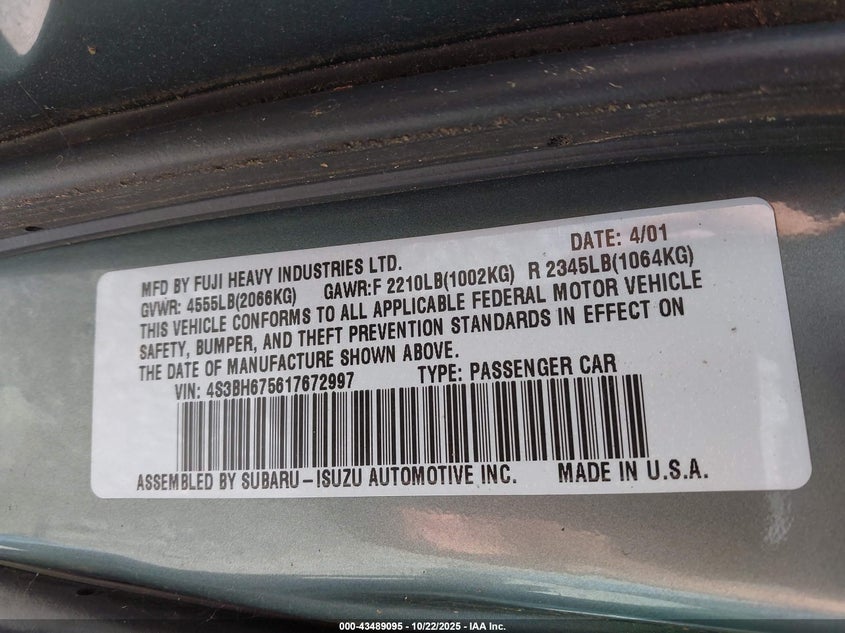 DATE: 4/01
MFD BY FUJI HEAVY INDUSTRIES LTD.
GVWR: 4555LB(2066KG) GAWR:F 2210LB(1002KG) R 2345LB(1064KG)
THIS VEHICLE CONFORMS TO ALL APPLICABLE FEDERAL MOTOR VEHICLE
SAFETY, BUMPER, AND THEFT PREVENTION STANDARDS IN EFFECT ON
THE DATE OF MANUFACTURE SHOWN ABOVE.
VIN: 4S3BH675617672997 TYPE: PASSENGER CAR
ASSEMBLED BY SUBARU-ISUZU AUTOMOTIVE INC. MADE IN U.S.A.
000-43489095 - 10/22/2025 - IAA Inc.